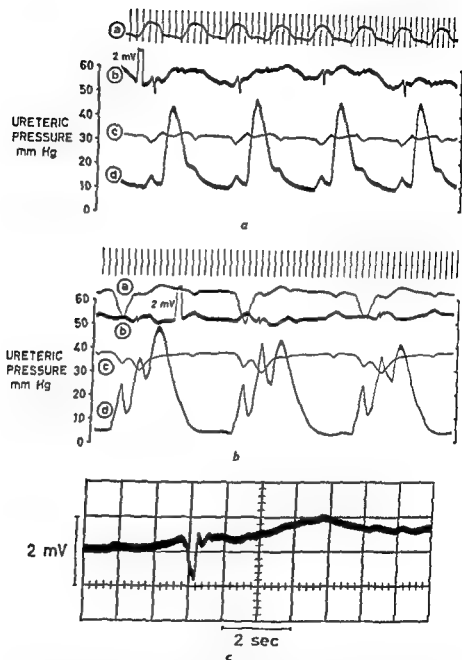 a
2 mV
b
60
50
40
30
20
10
0
URETERIC
PRESSURE
mm Hg
c
d
a
60
50
40
30
20
10
0
URETERIC
PRESSURE
mm Hg
a
2 mV
b
c
d
b
2 mV
2 sec
c